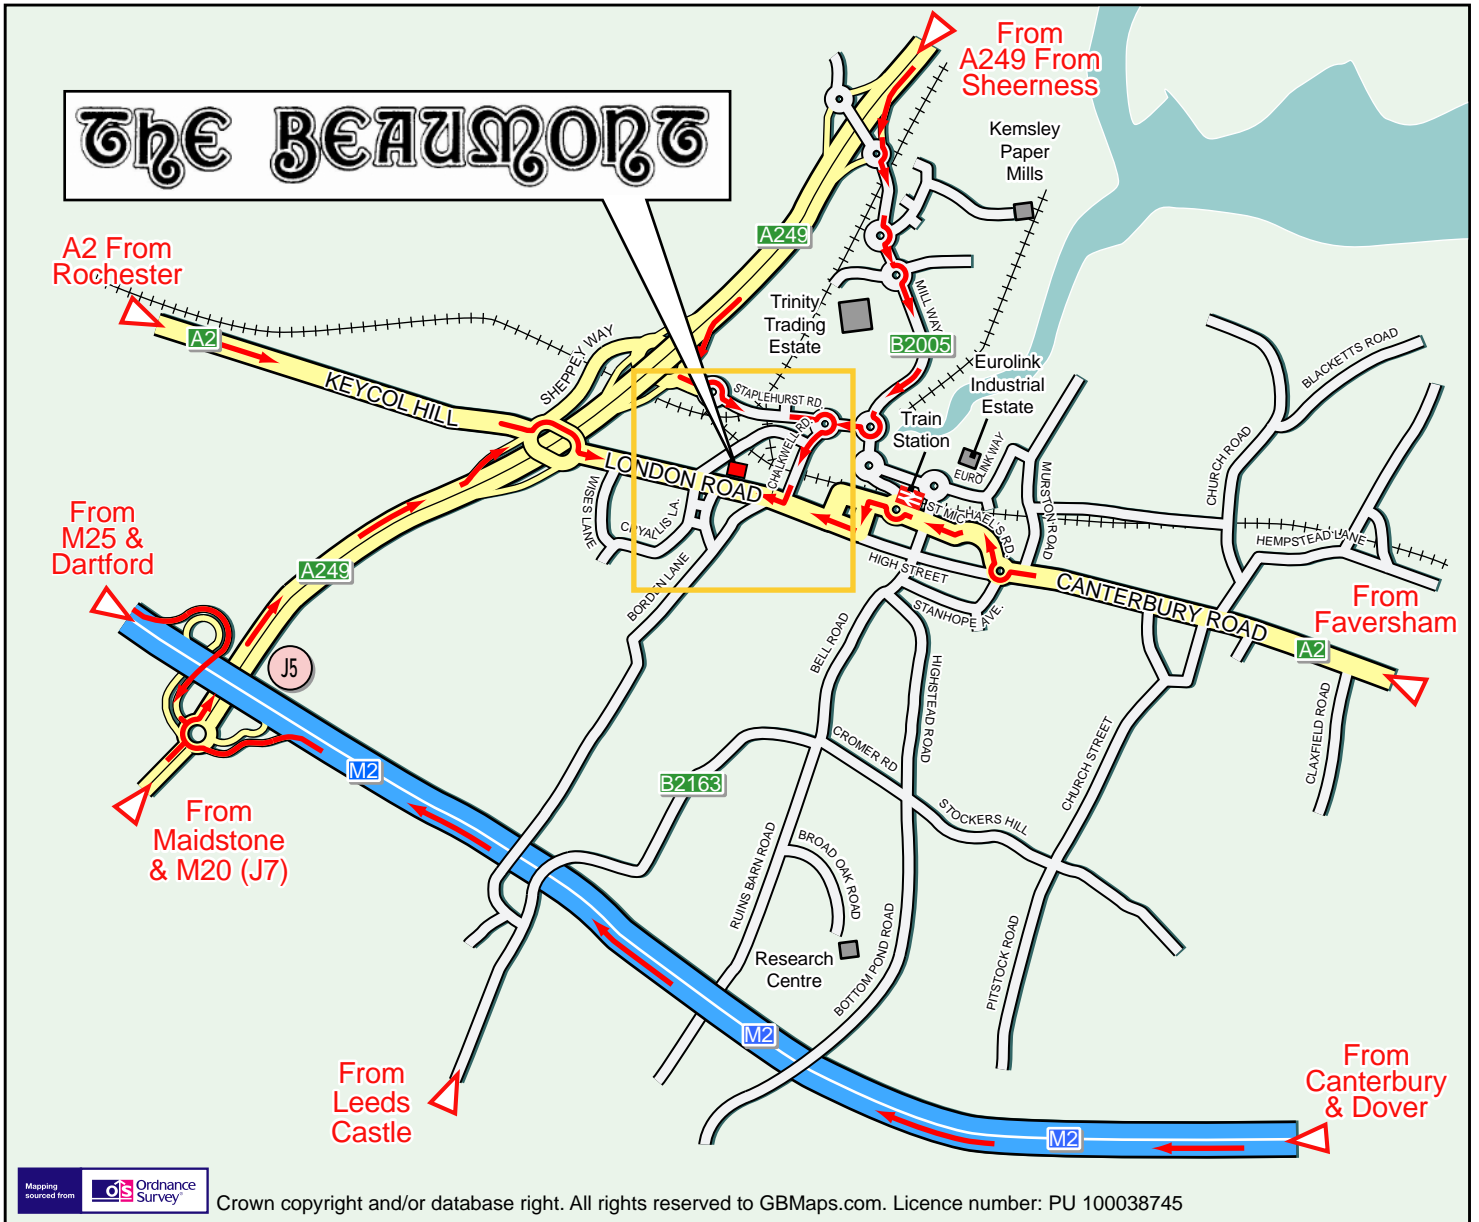 From
A249 From
Sheerness
THE BEAUMONT
Kemsley
Paper
Mills
A2 From
Rochester
A249
Trinity
Trading
Estate
MILL WAY
B2005
A2
KEYCOL HILL
SHEPPEY WAY
Eurolink
Industrial
Estate
BLACKETTS ROAD
STAPLEHURST RD.
Train
Station
CHALKWELL RD.
EUROLINK WAY
CHURCH ROAD
MURSTON ROAD
LONDON ROAD
WISES LANE
CRYALLIS LA.
ST MICHAEL'S RD.
HEMPSTEAD LANE
From
M25 &
Dartford
A249
HIGH STREET
BORDEN LANE
STANHOPE AVE.
CANTERBURY ROAD
From
Faversham
A2
J5
BELL ROAD
HIGHSTEAD ROAD
CLAXFIELD ROAD
CROMER RD
CHURCH STREET
M2
B2163
From
Maidstone
& M20 (J7)
STOCKERS HILL
RUINS BARN ROAD
BROAD OAK ROAD
BOTTOM POND ROAD
PITSTOCK ROAD
Research
Centre
M2
From
Leeds
Castle
From
Canterbury
& Dover
M2
Mapping
sourced from
os Ordnance
Survey®
Crown copyright and/or database right. All rights reserved to GBMaps.com. Licence number: PU 100038745